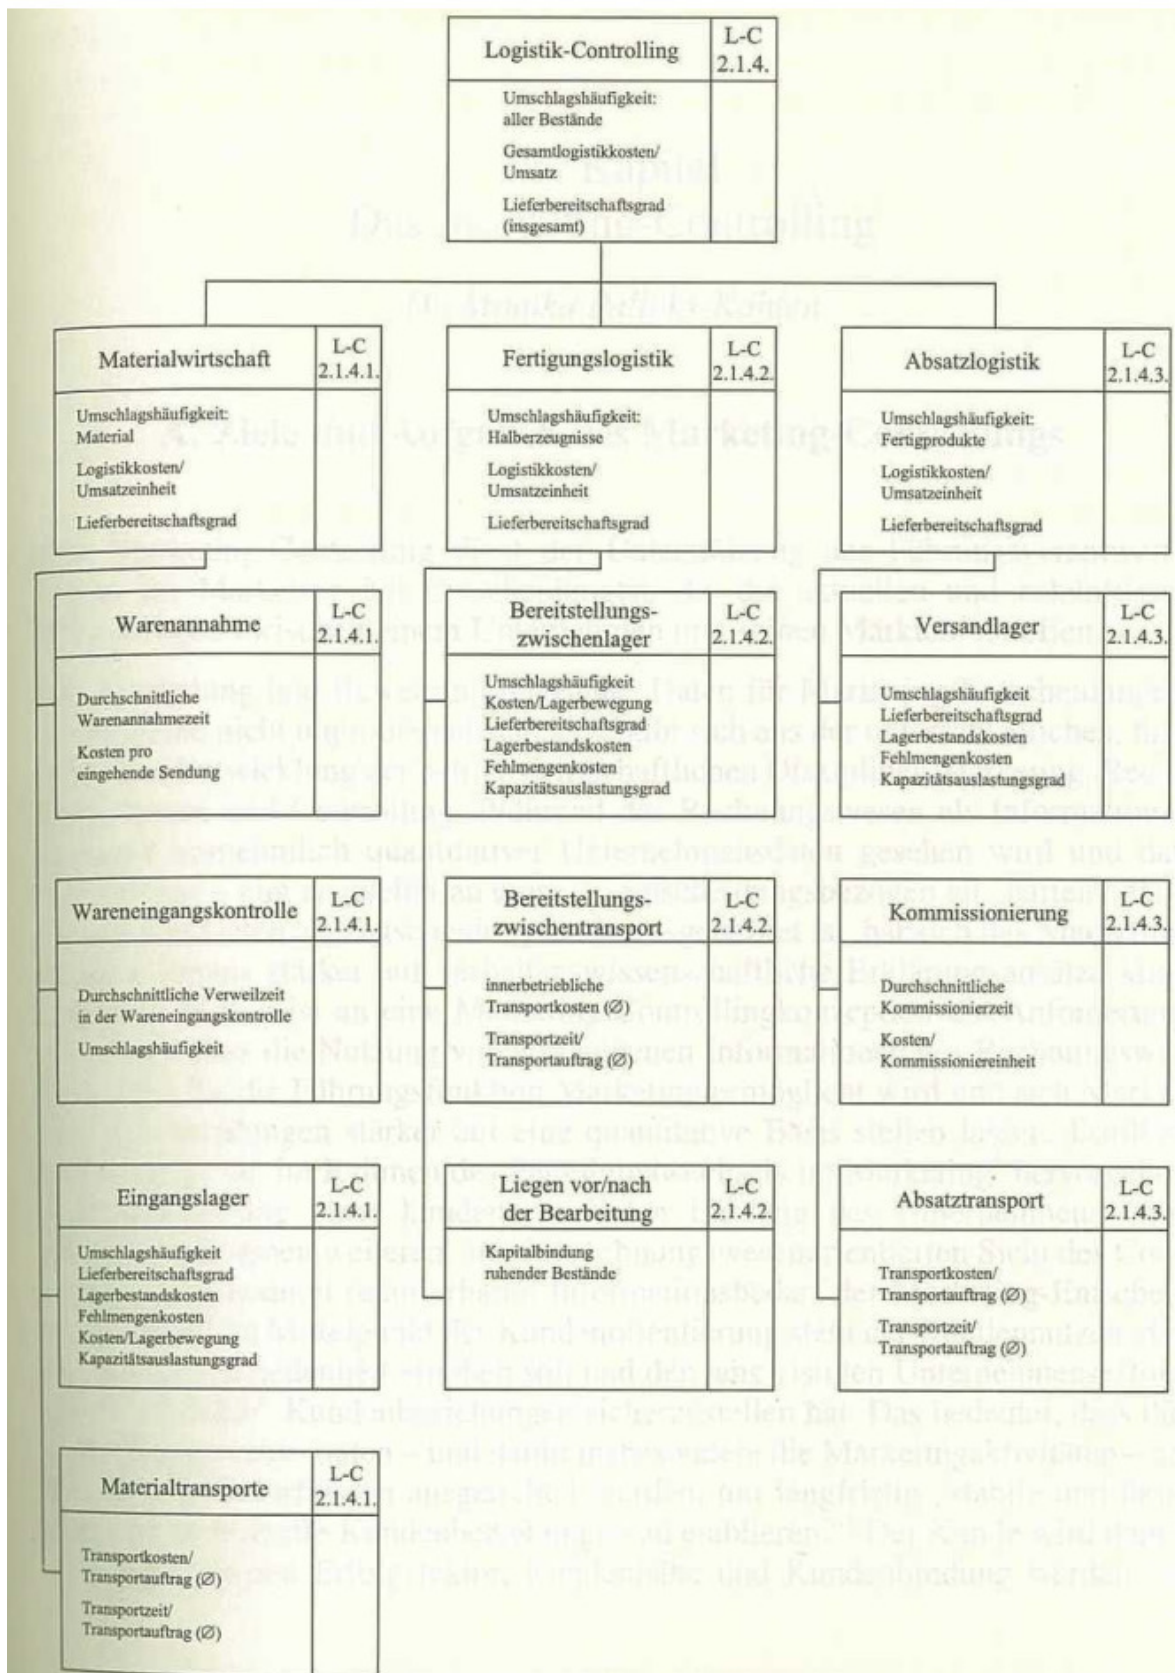 Logistik-Controlling
L-C
2.1.4.
Umschlagshäufigkeit:
aller Bestände
Gesamtlogistikkosten/
Umsatz
Lieferbereitschaftsgrad
(insgesamt)
Materialwirtschaft
L-C
2.1.4.1.
Umschlagshäufigkeit:
Material
Logistikkosten/
Umsatzeinheit
Lieferbereitschaftsgrad
Fertigungslogistik
L-C
2.1.4.2.
Umschlagshäufigkeit:
Halberzeugnisse
Logistikkosten/
Umsatzeinheit
Lieferbereitschaftsgrad
Absatzlogistik
L-C
2.1.4.3.
Umschlagshäufigkeit:
Fertigprodukte
Logistikkosten/
Umsatzeinheit
Lieferbereitschaftsgrad
Warenannahme
L-C
2.1.4.1.
Durchschnittliche
Warenannahmezeit
Kosten pro
eingehende Sendung
Bereitstellungs-
zwischenlager
L-C
2.1.4.2.
Umschlagshäufigkeit
Kosten/Lagerbewegung
Lieferbereitschaftsgrad
Lagerbestandskosten
Fehlmengenkosten
Kapazitätsauslastungsgrad
Versandlager
L-C
2.1.4.3.
Umschlagshäufigkeit
Lieferbereitschaftsgrad
Lagerbestandskosten
Fehlmengenkosten
Kapazitätsauslastungsgrad
Wareneingangskontrolle
L-C
2.1.4.1.
Durchschnittliche Verweilzeit
in der Wareneingangskontrolle
Umschlagshäufigkeit
Bereitstellungs-
zwischentransport
L-C
2.1.4.2.
innerbetriebliche
Transportkosten (Ø)
Transportzeit/
Transportauftrag (Ø)
Kommissionierung
L-C
2.1.4.3.
Durchschnittliche
Kommissionierzeit
Kosten/
Kommissioniereinheit
Eingangslager
L-C
2.1.4.1.
Umschlagshäufigkeit
Lieferbereitschaftsgrad
Lagerbestandskosten
Fehlmengenkosten
Kosten/Lagerbewegung
Kapazitätsauslastungsgrad
Liegen vor/nach
der Bearbeitung
L-C
2.1.4.2.
Kapitalbindung
ruhender Bestände
Absatztransport
L-C
2.1.4.3.
Transportkosten/
Transportauftrag (Ø)
Transportzeit/
Transportauftrag (Ø)
Materialtransporte
L-C
2.1.4.1.
Transportkosten/
Transportauftrag (Ø)
Transportzeit/
Transportauftrag (Ø)